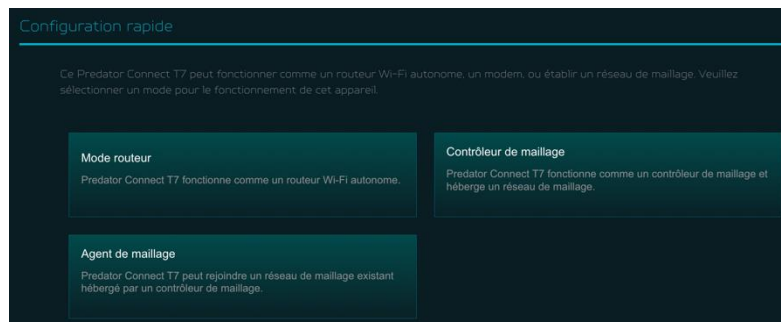 Configuration rapide
Ce Predator Connect T7 peut fonctionner comme un routeur Wi-Fi autonome, un modem, ou établir un réseau de maillage. Veuillez
sélectionner un mode pour le fonctionnement de cet appareil.
Mode routeur
Predator Connect T7 fonctionne comme un routeur Wi-Fi autonome.
Contrôleur de maillage
Predator Connect T7 fonctionne comme un contrôleur de maillage et
héberge un réseau de maillage.
Agent de maillage
Predator Connect T7 peut rejoindre un réseau de maillage existant
hébergé par un contrôleur de maillage.